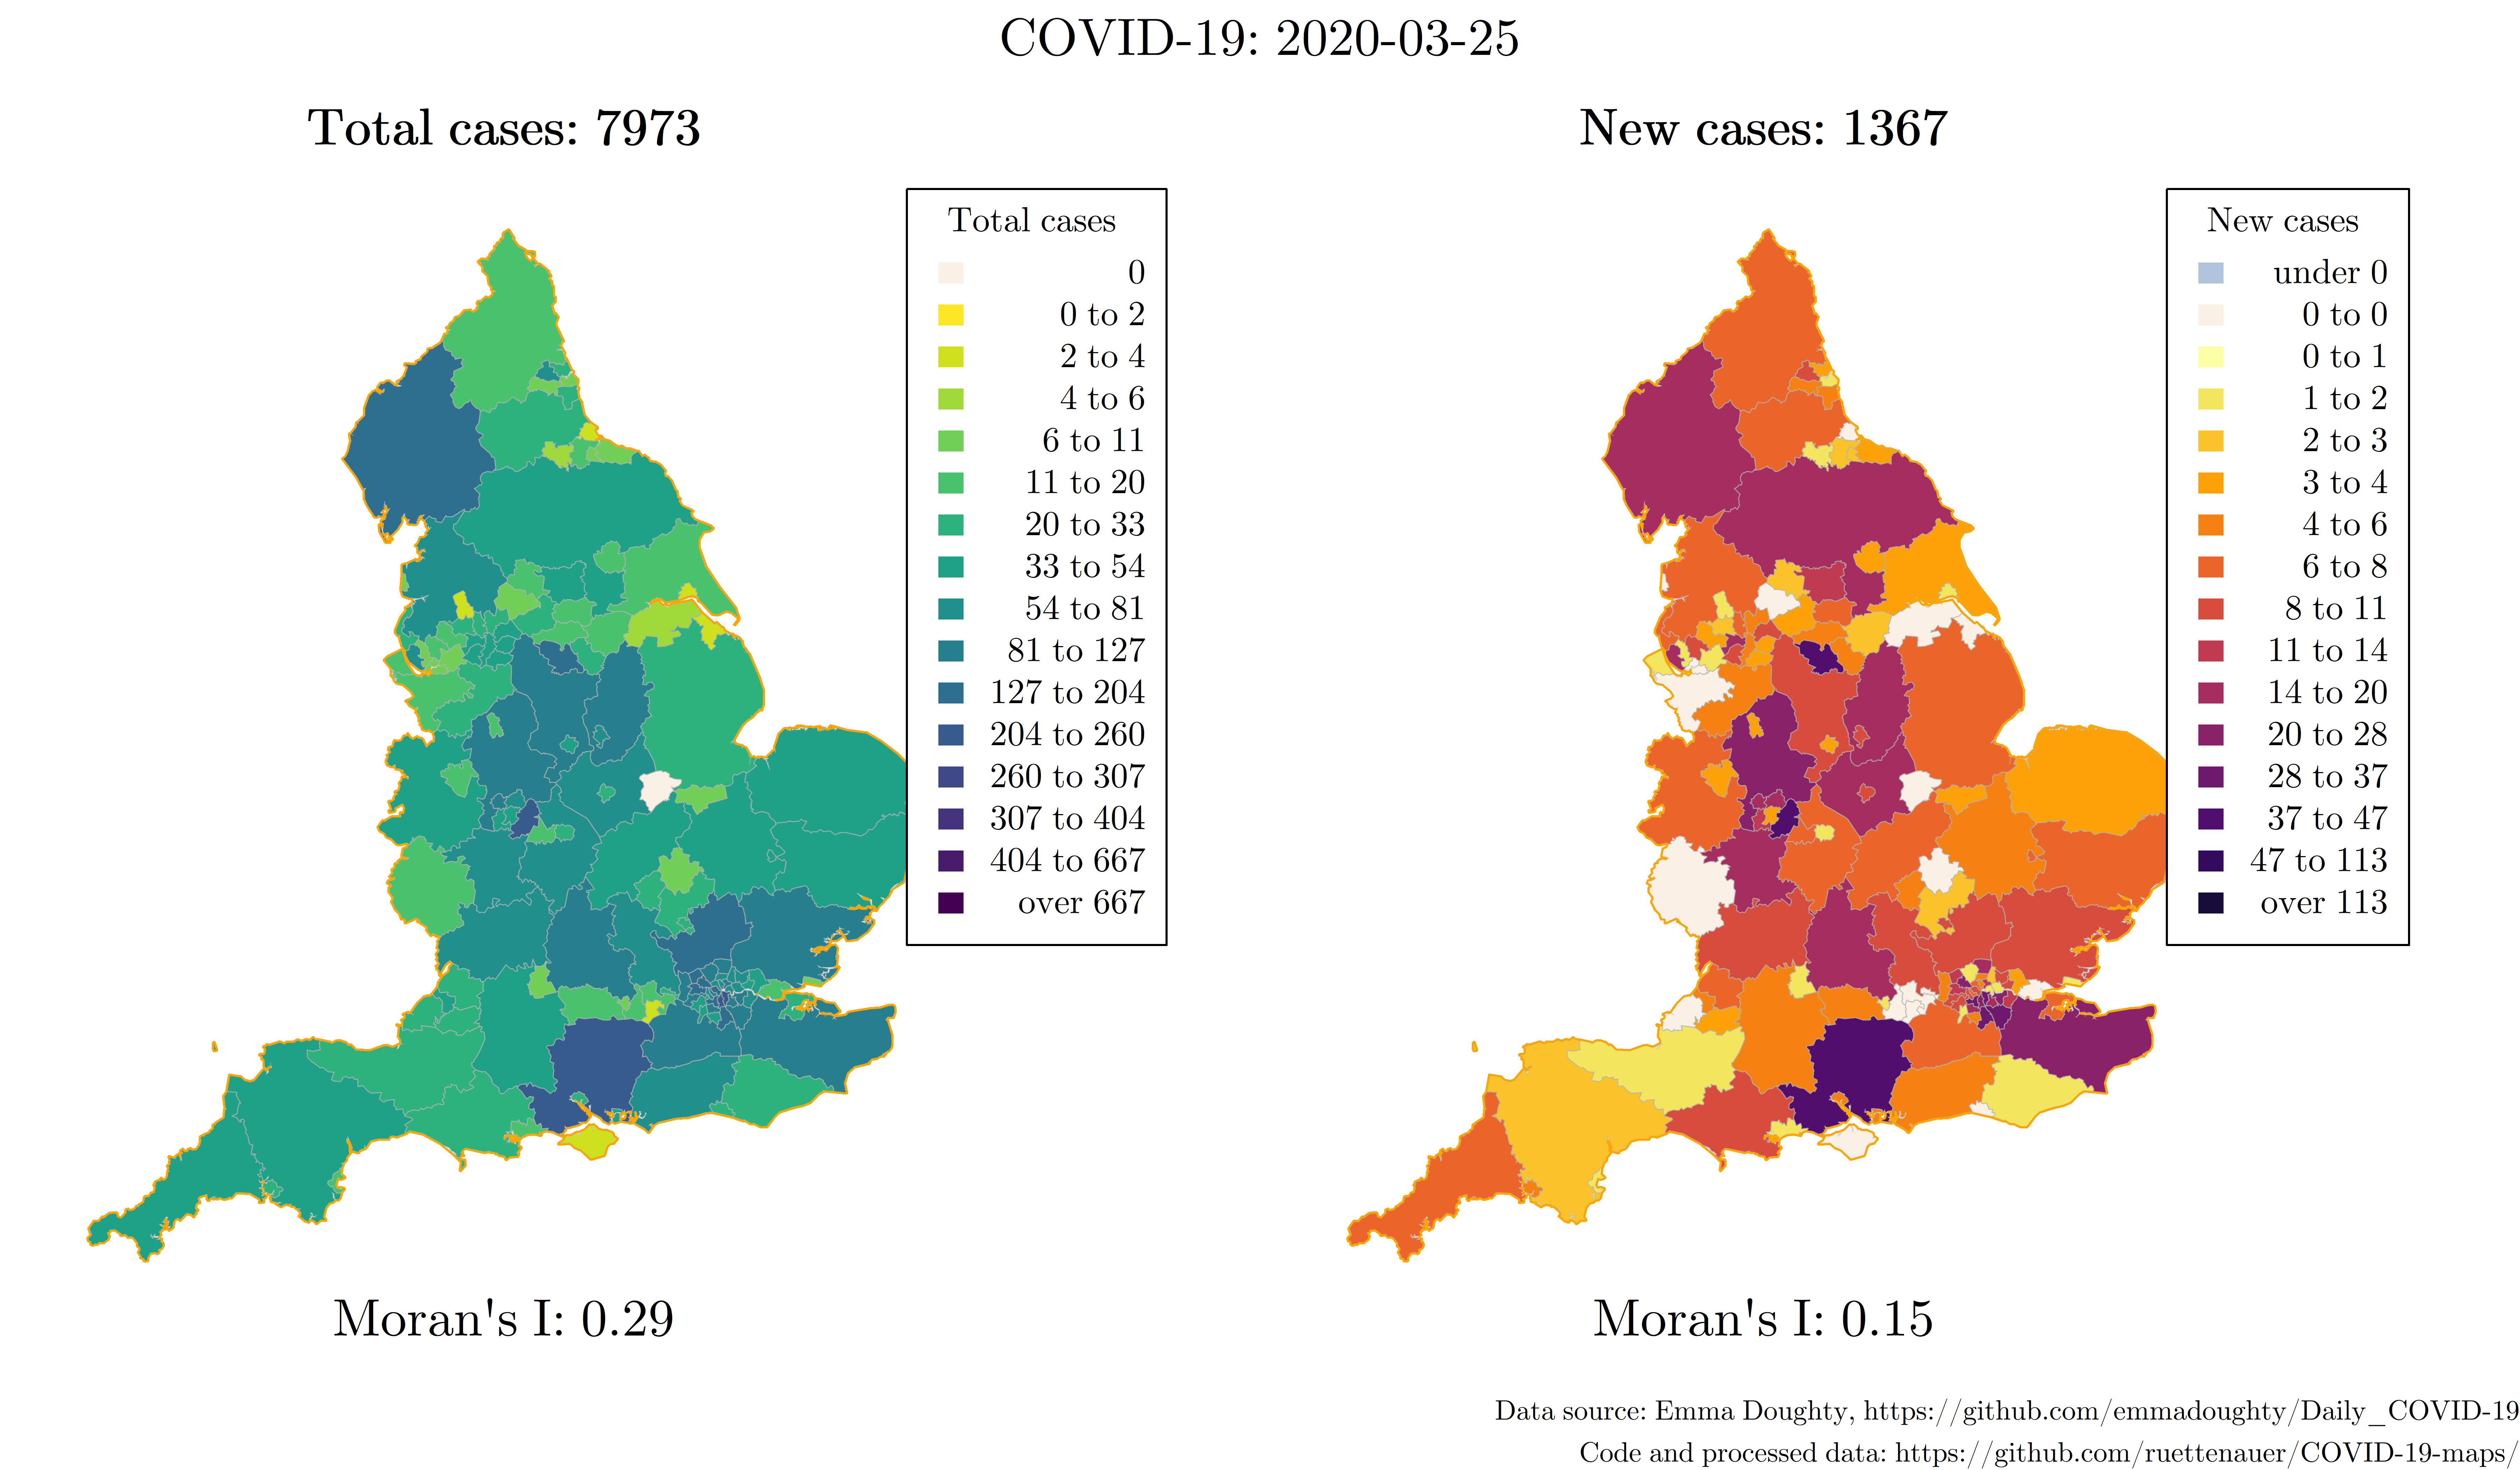 COVID-19: 2020-03-25
Total cases: 7973
Total cases
0
0 to 2
2 to 4
4 to 6
6 to 11
11 to 20
20 to 33
33 to 54
54 to 81
81 to 127
127 to 204
204 to 260
260 to 307
307 to 404
404 to 667
over 667
Moran's I: 0.29
New cases: 1367
New cases
under 0
0 to 0
0 to 1
1 to 2
2 to 3
3 to 4
4 to 6
6 to 8
8 to 11
11 to 14
14 to 20
20 to 28
28 to 37
37 to 47
47 to 113
over 113
Moran's I: 0.15
Data source: Emma Doughty, https://github.com/emmadoughty/Daily_COVID-19
Code and processed data: https://github.com/ruettenauer/COVID-19-maps/